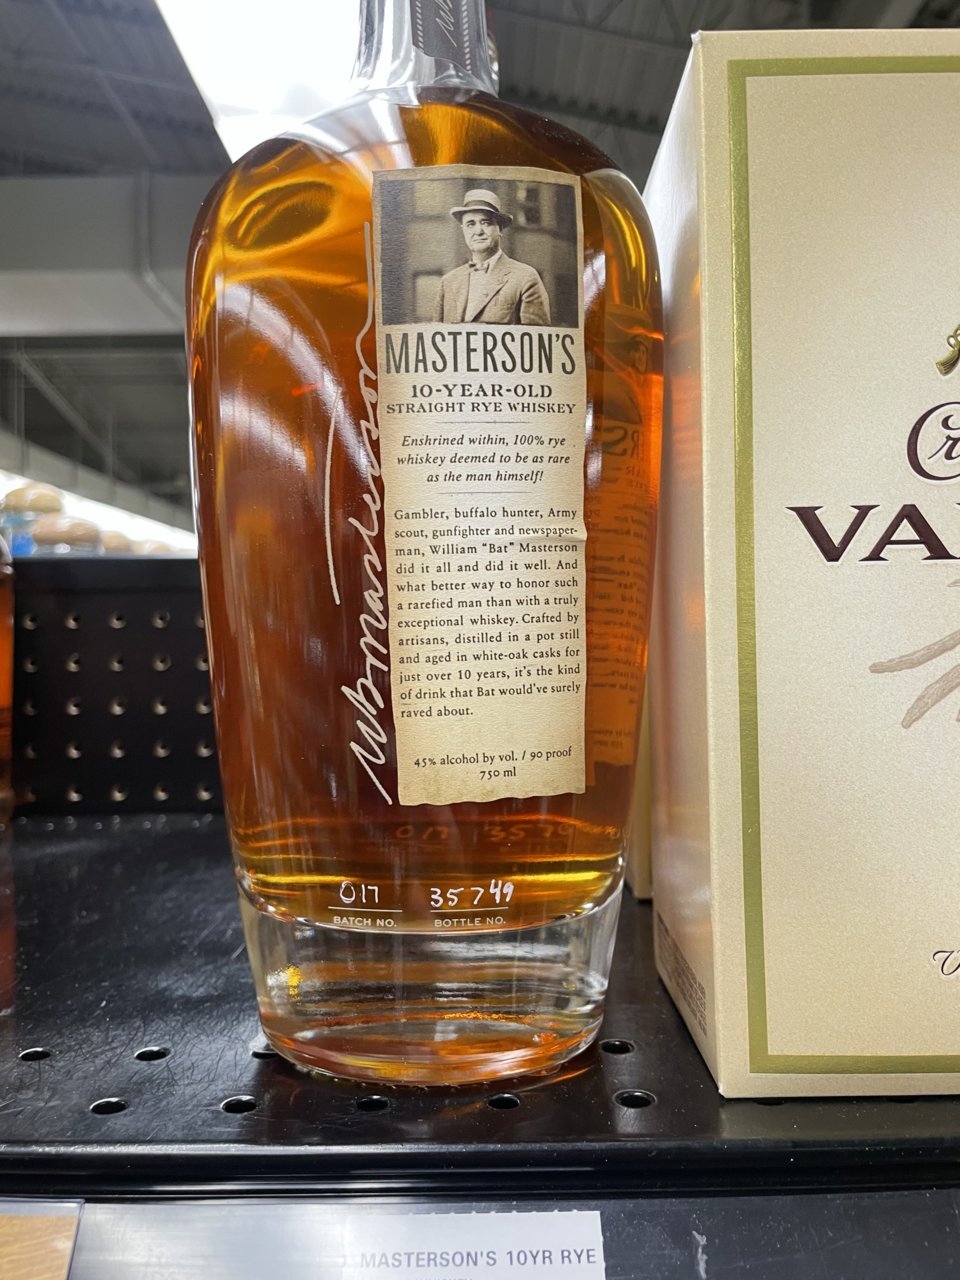 MASTERSON'S
10-YEAR-OLD
STRAIGHT RYE WHISKEY
Enshrined within, 100% rye
whiskey deemed to be as rare
as the man himself!
Gambler, buffalo hunter, Army
scout, gunfighter and newspaper-
man, William "Bat" Masterson
did it all and did it well. And
what better way to honor such
a rarefied man than with a truly
exceptional whiskey. Crafted by
artisans, distilled in a pot still
and aged in white-oak casks for
just over 10 years, it's the kind
of drink that Bat would've surely
raved about.
45% alcohol by vol. / 90 proof
750 ml
WBMasterson
017 35749
BATCH NO. BOTTLE NO.
Cr
VA
MASTERSON'S 10YR RYE